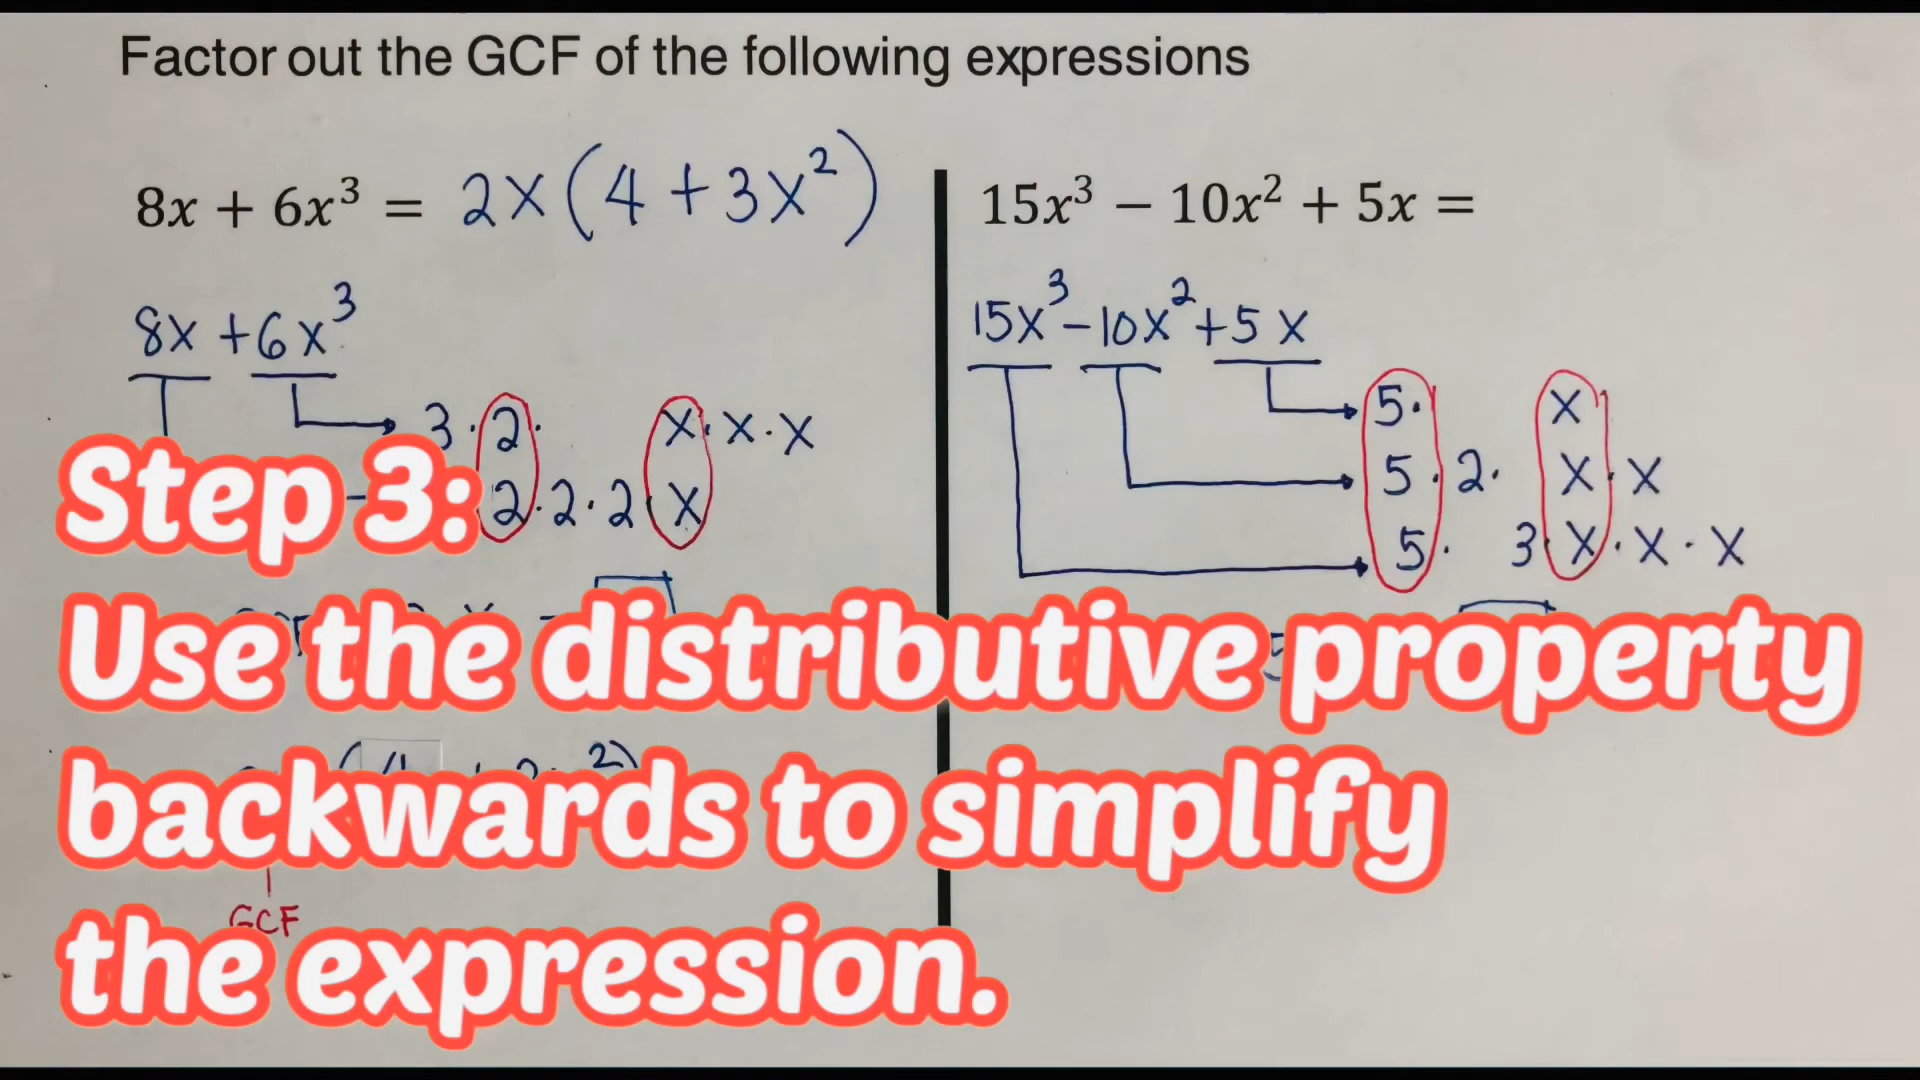 Factor out the GCF of the following expressions
8x + 6x³ = 2x(4 + 3x²)
8x + 6x³
3 · 2 · x · x · x
2 · 2 · 2 · x
15x³ − 10x² + 5x =
15x³ − 10x² + 5x
5 · x
5 · 2 · x · x
5 · 3 · x · x · x
Step 3:
Use the distributive property
backwards to simplify
the expression.
GCF